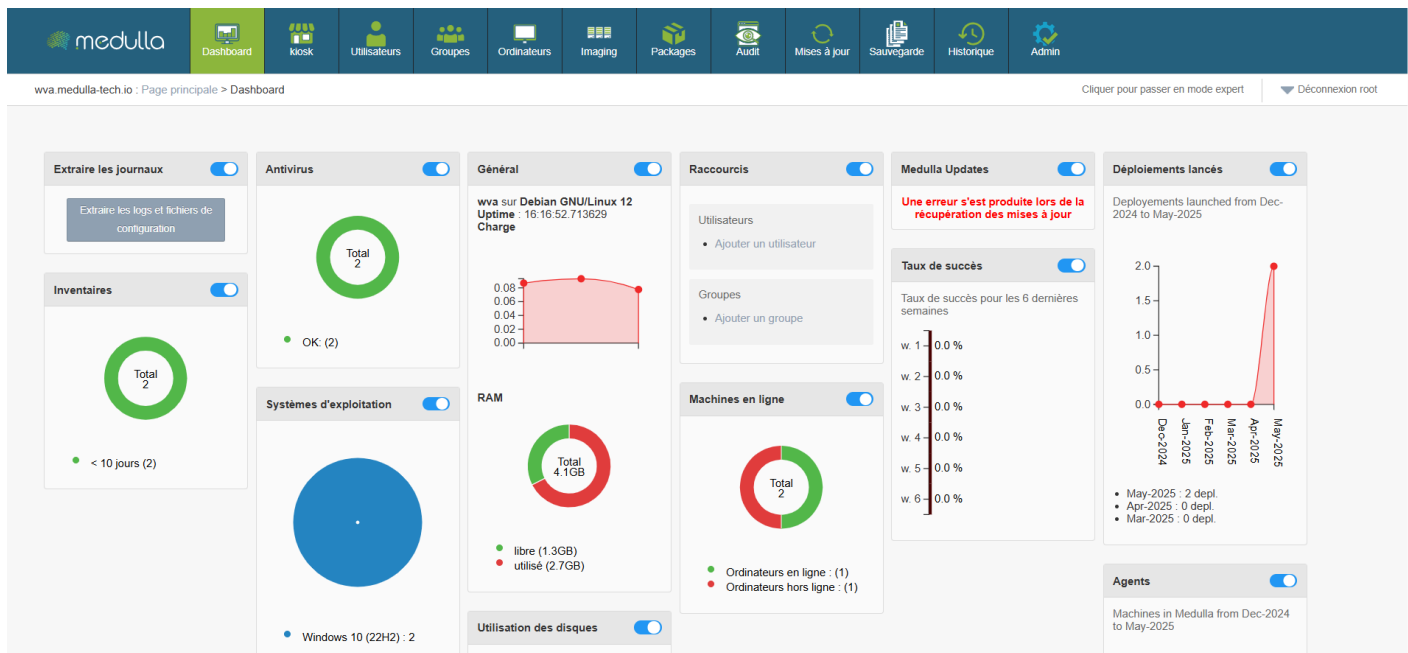 medulla
Dashboard
kiosk
Utilisateurs
Groupes
Ordinateurs
Imaging
Packages
Audit
Mises à jour
Sauvegarde
Historique
Admin
wva.medulla-tech.io : Page principale > Dashboard
Cliquer pour passer en mode expert
Déconnexion root
Extraire les journaux
Extraire les logs et fichiers de
configuration
Inventaires
Total
2
< 10 jours (2)
Antivirus
Total
2
OK: (2)
Systèmes d'exploitation
Windows 10 (22H2) : 2
Général
wva sur Debian GNU/Linux 12
Uptime : 16:16:52.713629
Charge
0.08
0.06
0.04
0.02
0.00
RAM
Total
4.1GB
libre (1.3GB)
utilisé (2.7GB)
Utilisation des disques
Raccourcis
Utilisateurs
Ajouter un utilisateur
Groupes
Ajouter un groupe
Machines en ligne
Total
2
Ordinateurs en ligne : (1)
Ordinateurs hors ligne : (1)
Medulla Updates
Une erreur s'est produite lors de la
récupération des mises à jour
Taux de succès
Taux de succès pour les 6 dernières
semaines
w. 1 0.0 %
w. 2 0.0 %
w. 3 0.0 %
w. 4 0.0 %
w. 5 0.0 %
w. 6 0.0 %
Déploiements lancés
Deployements launched from Dec-
2024 to May-2025
2.0
1.5
1.0
0.5
0.0
Dec-2024
Jan-2025
Feb-2025
Mar-2025
Apr-2025
May-2025
May-2025 : 2 depl.
Apr-2025 : 0 depl.
Mar-2025 : 0 depl.
Agents
Machines in Medulla from Dec-2024
to May-2025